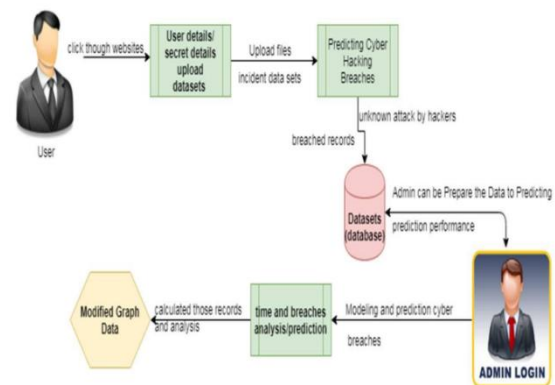 click though websites
User details/
secret details
upload
datasets
Upload files
incident data sets
Predicting Cyber
Hacking
Breaches
User
unknown attack by hackers
breached records
Datasets
(database)
Admin can be Prepare the Data to Predicting
prediction performance
Modified Graph
Data
calculated those records
and analysis
time and breaches
analysis/prediction
Modeling and prediction cyber
breaches
ADMIN LOGIN